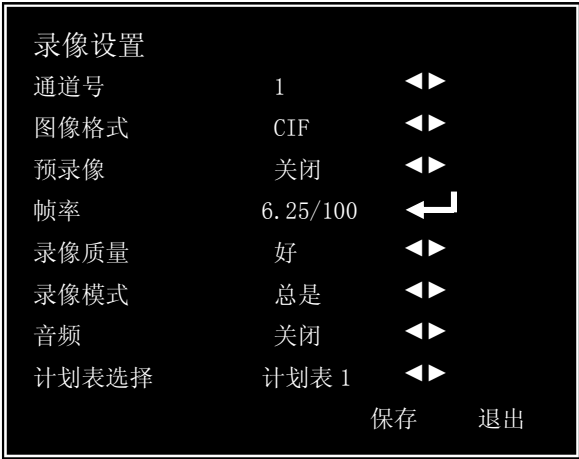 录像设置
通道号 1 ◀▶
图像格式 CIF ◀▶
预录像 关闭 ◀▶
帧率 6.25/100
录像质量 好 ◀▶
录像模式 总是 ◀▶
音频 关闭 ◀▶
计划表选择 计划表 1 ◀▶
保存 退出